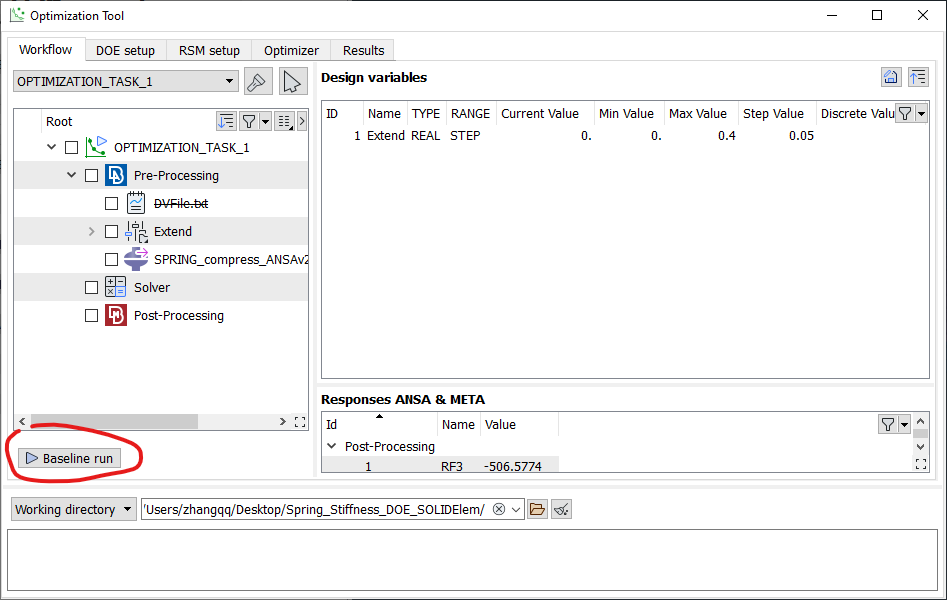 Optimization Tool
Workflow DOE setup RSM setup Optimizer Results
OPTIMIZATION_TASK_1
Root
OPTIMIZATION_TASK_1
Pre-Processing
DVFile.txt
Extend
SPRING_compress_ANSAv2
Solver
Post-Processing
Baseline run
Design variables
ID Name TYPE RANGE Current Value Min Value Max Value Step Value Discrete Valu
1 Extend REAL STEP 0. 0. 0.4 0.05
Responses ANSA & META
Id Name Value
Post-Processing
1 RF3 -506.5774
Working directory '/Users/zhangqq/Desktop/Spring_Stiffness_DOE_SOLIDElem/